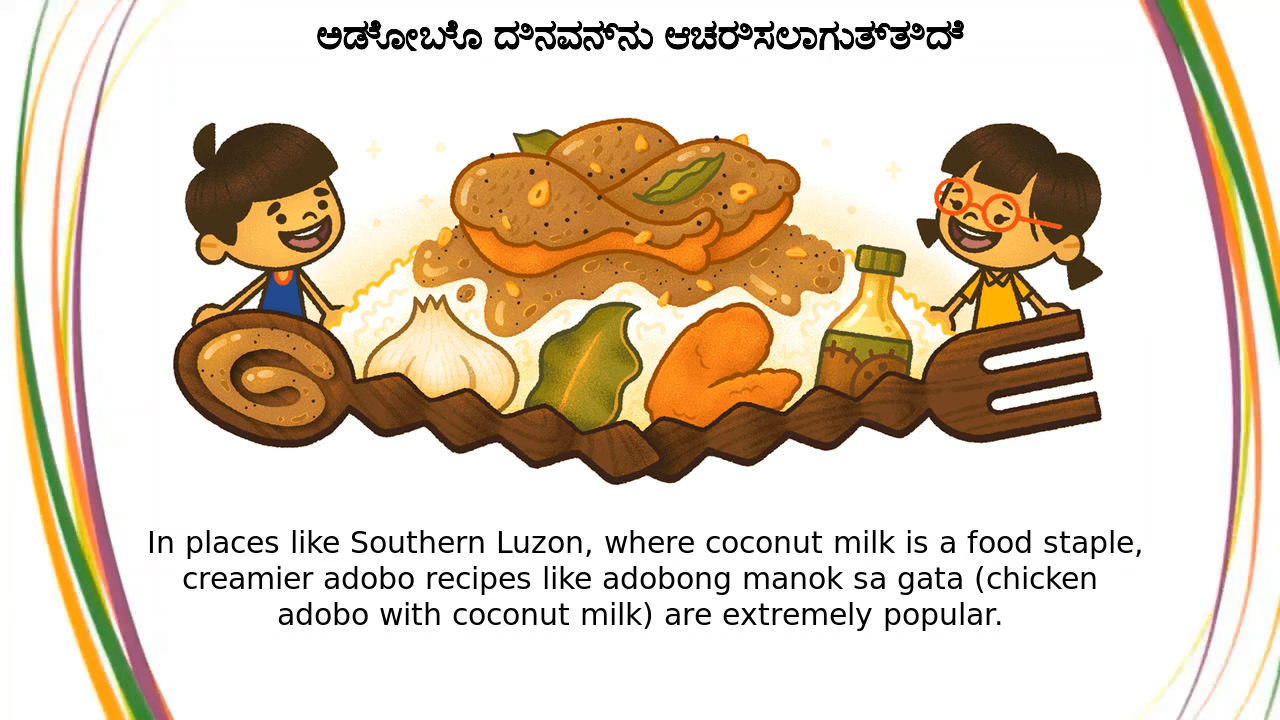 ಅಡೋಬೊ ದಿನವನ್ನು ಆಚರಿಸಲಾಗುತ್ತಿದೆ
In places like Southern Luzon, where coconut milk is a food staple,
creamier adobo recipes like adobong manok sa gata (chicken
adobo with coconut milk) are extremely popular.